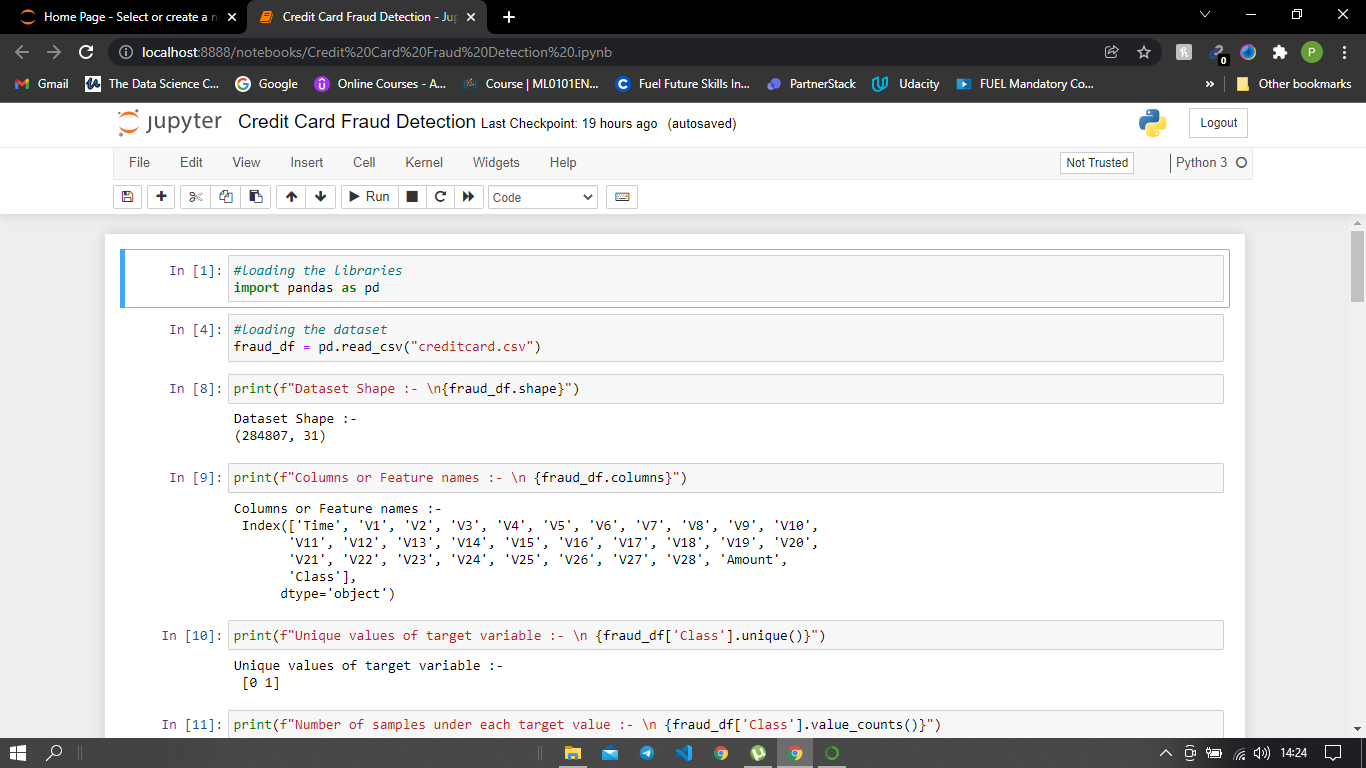 Home Page - Select or create a n
Credit Card Fraud Detection - Jup
localhost:8888/notebooks/Credit%20Card%20Fraud%20Detection%20.ipynb
P
0
Gmail
The Data Science C...
Google
Online Courses - A...
Course | ML0101EN...
Fuel Future Skills In...
PartnerStack
Udacity
FUEL Mandatory Co...
»
Other bookmarks
jupyter Credit Card Fraud Detection Last Checkpoint: 19 hours ago (autosaved)
Logout
File Edit View Insert Cell Kernel Widgets Help
Not Trusted
Python 3
Run
Code
In [1]: #loading the libraries
import pandas as pd
In [4]: #loading the dataset
fraud_df = pd.read_csv("creditcard.csv")
In [8]: print(f"Dataset Shape :- \n{fraud_df.shape}")
Dataset Shape :-
(284807, 31)
In [9]: print(f"Columns or Feature names :- \n {fraud_df.columns}")
Columns or Feature names :-
Index(['Time', 'V1', 'V2', 'V3', 'V4', 'V5', 'V6', 'V7', 'V8', 'V9', 'V10',
'V11', 'V12', 'V13', 'V14', 'V15', 'V16', 'V17', 'V18', 'V19', 'V20',
'V21', 'V22', 'V23', 'V24', 'V25', 'V26', 'V27', 'V28', 'Amount',
'Class'],
dtype='object')
In [10]: print(f"Unique values of target variable :- \n {fraud_df['Class'].unique()}")
Unique values of target variable :-
[0 1]
In [11]: print(f"Number of samples under each target value :- \n {fraud_df['Class'].value_counts()}")
14:24